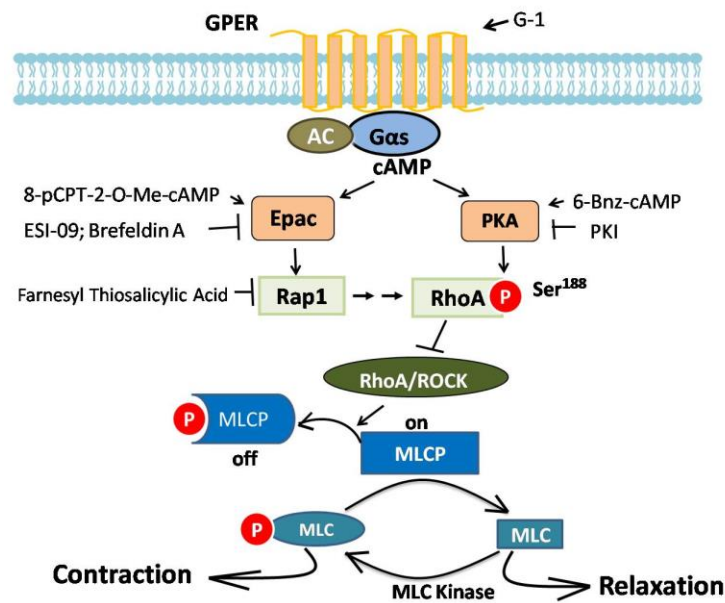 GPER
G-1
AC
Gαs
cAMP
8-pCPT-2-O-Me-cAMP
6-Bnz-cAMP
Epac
PKA
ESI-09; Brefeldin A
PKI
Farnesyl Thiosalicylic Acid
Rap1
RhoA
P
Ser188
RhoA/ROCK
P
MLCP
off
on
MLCP
P
MLC
MLC
Contraction
MLC Kinase
Relaxation